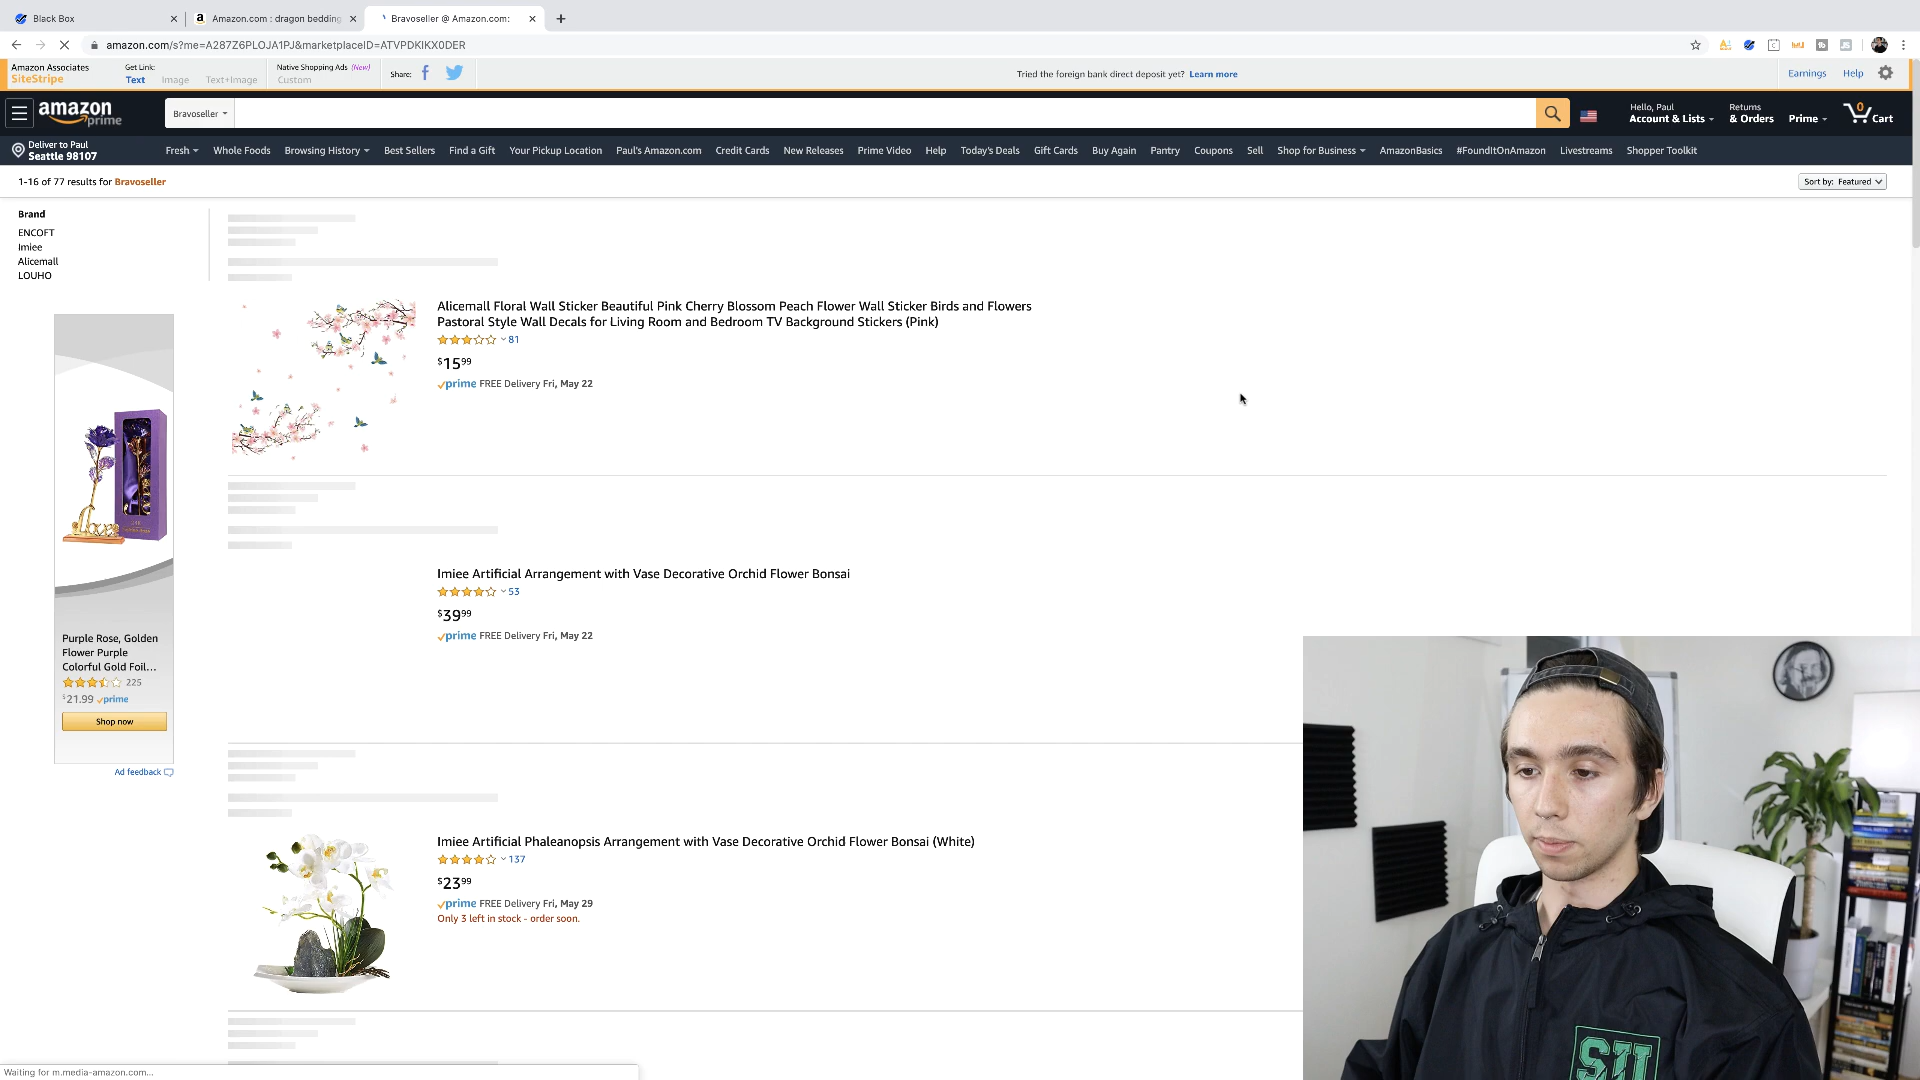 Black Box
Amazon.com : dragon bedding
Bravoseller @ Amazon.com:
amazon.com/s?me=A287Z6PLOJA1PJ&marketplaceID=ATVPDKIKX0DER
Amazon Associates
SiteStripe
Get Link:
Text Image Text+Image
Native Shopping Ads (New)
Custom
Share:
Tried the foreign bank direct deposit yet? Learn more
Earnings Help
amazon
prime
Bravoseller
Hello, Paul
Account & Lists
Returns
& Orders
Prime
0
Cart
Deliver to Paul
Seattle 98107
Fresh Whole Foods Browsing History Best Sellers Find a Gift Your Pickup Location Paul's Amazon.com Credit Cards New Releases Prime Video Help Today's Deals Gift Cards Buy Again Pantry Coupons Sell Shop for Business AmazonBasics #FoundItOnAmazon Livestreams Shopper Toolkit
1-16 of 77 results for Bravoseller
Sort by: Featured
Brand
ENCOFT
Imiee
Alicemall
LOUHO
Purple Rose, Golden
Flower Purple
Colorful Gold Foil...
225
$21.99 prime
Shop now
Ad feedback
Alicemall Floral Wall Sticker Beautiful Pink Cherry Blossom Peach Flower Wall Sticker Birds and Flowers
Pastoral Style Wall Decals for Living Room and Bedroom TV Background Stickers (Pink)
81
$15.99
prime FREE Delivery Fri, May 22
Imiee Artificial Arrangement with Vase Decorative Orchid Flower Bonsai
53
$39.99
prime FREE Delivery Fri, May 22
Imiee Artificial Phaleanopsis Arrangement with Vase Decorative Orchid Flower Bonsai (White)
137
$23.99
prime FREE Delivery Fri, May 29
Only 3 left in stock - order soon.
Waiting for m.media-amazon.com...